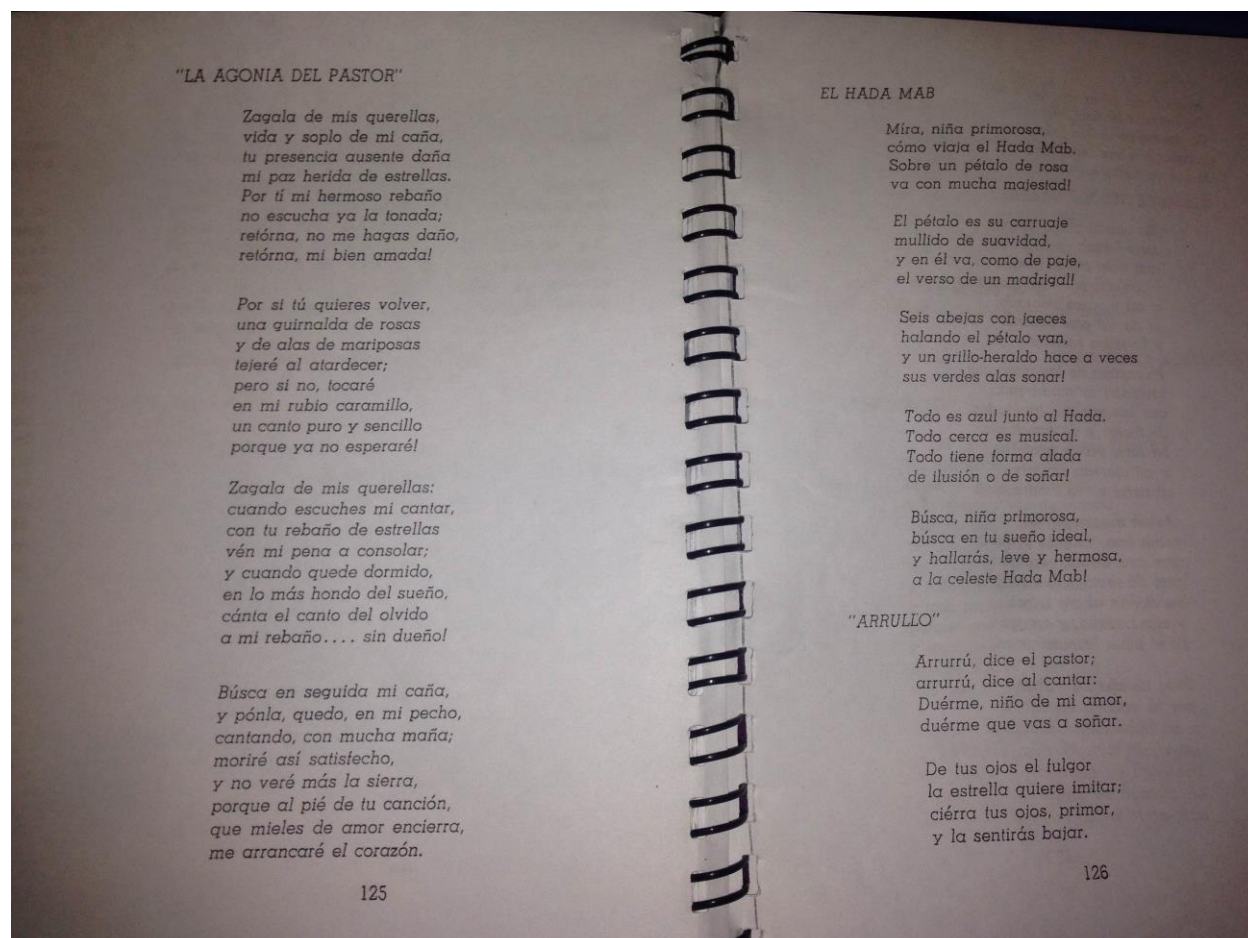 "LA AGONIA DEL PASTOR"
Zagala de mis querellas,
vida y soplo de mi caña,
tu presencia ausente daña
mi paz herida de estrellas.
Por tí mi hermoso rebaño
no escucha ya la tonada;
retórna, no me hagas daño,
retórna, mi bien amada!
Por si tú quieres volver,
una guirnalda de rosas
y de alas de mariposas
tejeré al atardecer;
pero si no, tocaré
en mi rubio caramillo,
un canto puro y sencillo
porque ya no esperaré!
Zagala de mis querellas:
cuando escuches mi cantar,
con tu rebaño de estrellas
vén mi pena a consolar;
y cuando quede dormido,
en lo más hondo del sueño,
cánta el canto del olvido
a mi rebaño.... sin dueño!
Búsca en seguida mi caña,
y pónla, quedo, en mi pecho,
cantando, con mucha maña;
moriré así satisfecho,
y no veré más la sierra,
porque al pié de tu canción,
que mieles de amor encierra,
me arrancaré el corazón.
125
EL HADA MAB
Míra, niña primorosa,
cómo viaja el Hada Mab.
Sobre un pétalo de rosa
va con mucha majestad!
El pétalo es su carruaje
mullido de suavidad,
y en él va, como de paje,
el verso de un madrigal!
Seis abejas con jaeces
halando el pétalo van,
y un grillo-heraldo hace a veces
sus verdes alas sonar!
Todo es azul junto al Hada.
Todo cerca es musical.
Todo tiene forma alada
de ilusión o de soñar!
Búsca, niña primorosa,
búsca en tu sueño ideal,
y hallarás, leve y hermosa,
a la celeste Hada Mab!
"ARRULLO"
Arrurrú, dice el pastor;
arrurrú, dice al cantar:
Duérme, niño de mi amor,
duérme que vas a soñar.
De tus ojos el fulgor
la estrella quiere imitar;
ciérra tus ojos, primor,
y la sentirás bajar.
126